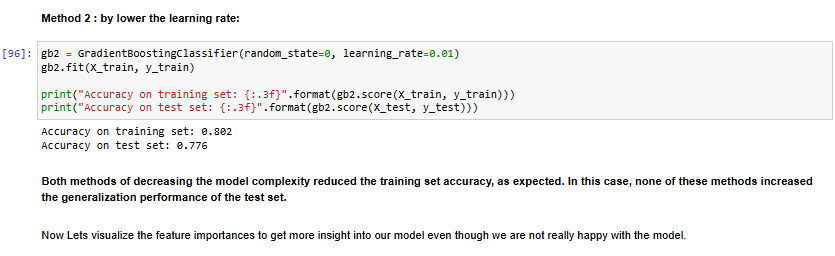 Method 2 : by lower the learning rate:
[96]: gb2 = GradientBoostingClassifier(random_state=0, learning_rate=0.01)
gb2.fit(X_train, y_train)
print("Accuracy on training set: {:.3f}".format(gb2.score(X_train, y_train)))
print("Accuracy on test set: {:.3f}".format(gb2.score(X_test, y_test)))
Accuracy on training set: 0.802
Accuracy on test set: 0.776
Both methods of decreasing the model complexity reduced the training set accuracy, as expected. In this case, none of these methods increased
the generalization performance of the test set.
Now Lets visualize the feature importances to get more insight into our model even though we are not really happy with the model.